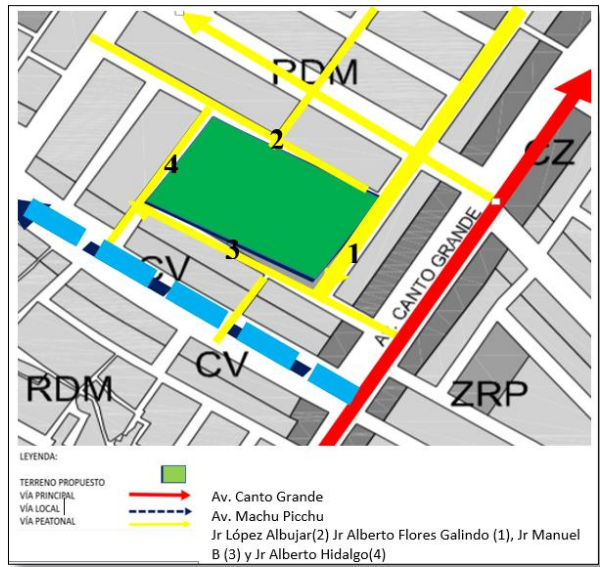 RDM
CZ
2
4
3
1
CV
AV. CANTO GRANDE
CV
RDM
ZRP
LEYENDA:
TERRENO PROPUESTO
VÍA PRINCIPAL
VÍA LOCAL
VÍA PEATONAL
Av. Canto Grande
Av. Machu Picchu
Jr López Albujar(2) Jr Alberto Flores Galindo (1), Jr Manuel
B (3) y Jr Alberto Hidalgo(4)